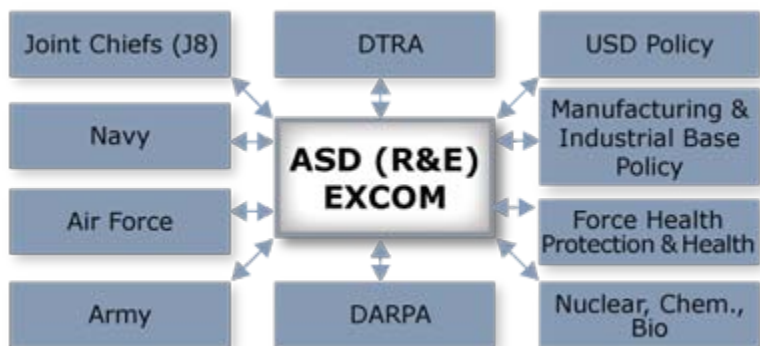 Joint Chiefs (J8)
DTRA
USD Policy
Navy
ASD (R&E)
EXCOM
Manufacturing &
Industrial Base
Policy
Air Force
Force Health
Protection & Health
Army
DARPA
Nuclear, Chem.,
Bio